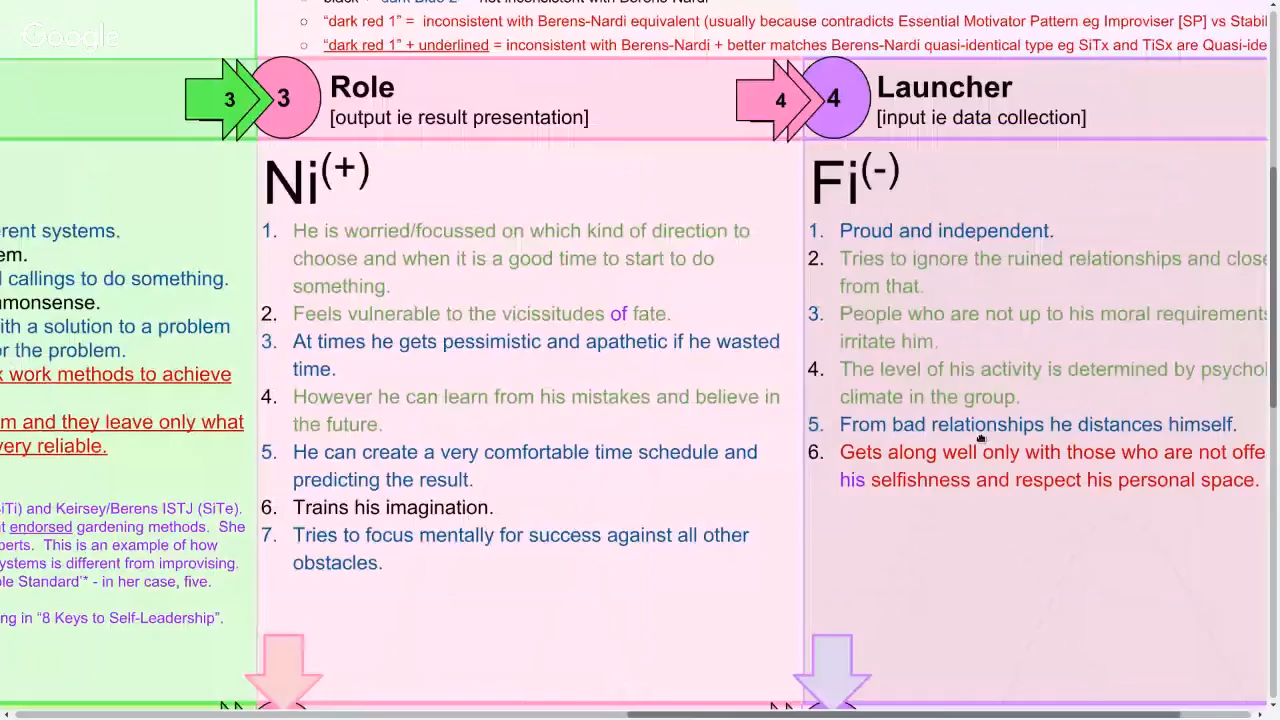 Google
"dark red 1" = inconsistent with Berens-Nardi equivalent (usually because contradicts Essential Motivator Pattern eg Improviser [SP] vs Stabil
"dark red 1" + underlined = inconsistent with Berens-Nardi + better matches Berens-Nardi quasi-identical type eg SiTx and TiSx are Quasi-ide
3
3
Role
[output ie result presentation]
4
4
Launcher
[input ie data collection]
erent systems.
em.
l callings to do something.
nmonsense.
ith a solution to a problem
or the problem.
x work methods to achieve
m and they leave only what
very reliable.
SiTi) and Keirsey/Berens ISTJ (SiTe).
nt endorsed gardening methods. She
perts. This is an example of how
ystems is different from improvising.
ple Standard'* - in her case, five.
ng in "8 Keys to Self-Leadership".
Ni(+)
1. He is worried/focussed on which kind of direction to
choose and when it is a good time to start to do
something.
2. Feels vulnerable to the vicissitudes of fate.
3. At times he gets pessimistic and apathetic if he wasted
time.
4. However he can learn from his mistakes and believe in
the future.
5. He can create a very comfortable time schedule and
predicting the result.
6. Trains his imagination.
7. Tries to focus mentally for success against all other
obstacles.
Fi(-)
1. Proud and independent.
2. Tries to ignore the ruined relationships and close
from that.
3. People who are not up to his moral requirements
irritate him.
4. The level of his activity is determined by psychol
climate in the group.
5. From bad relationships he distances himself.
6. Gets along well only with those who are not offe
his selfishness and respect his personal space.